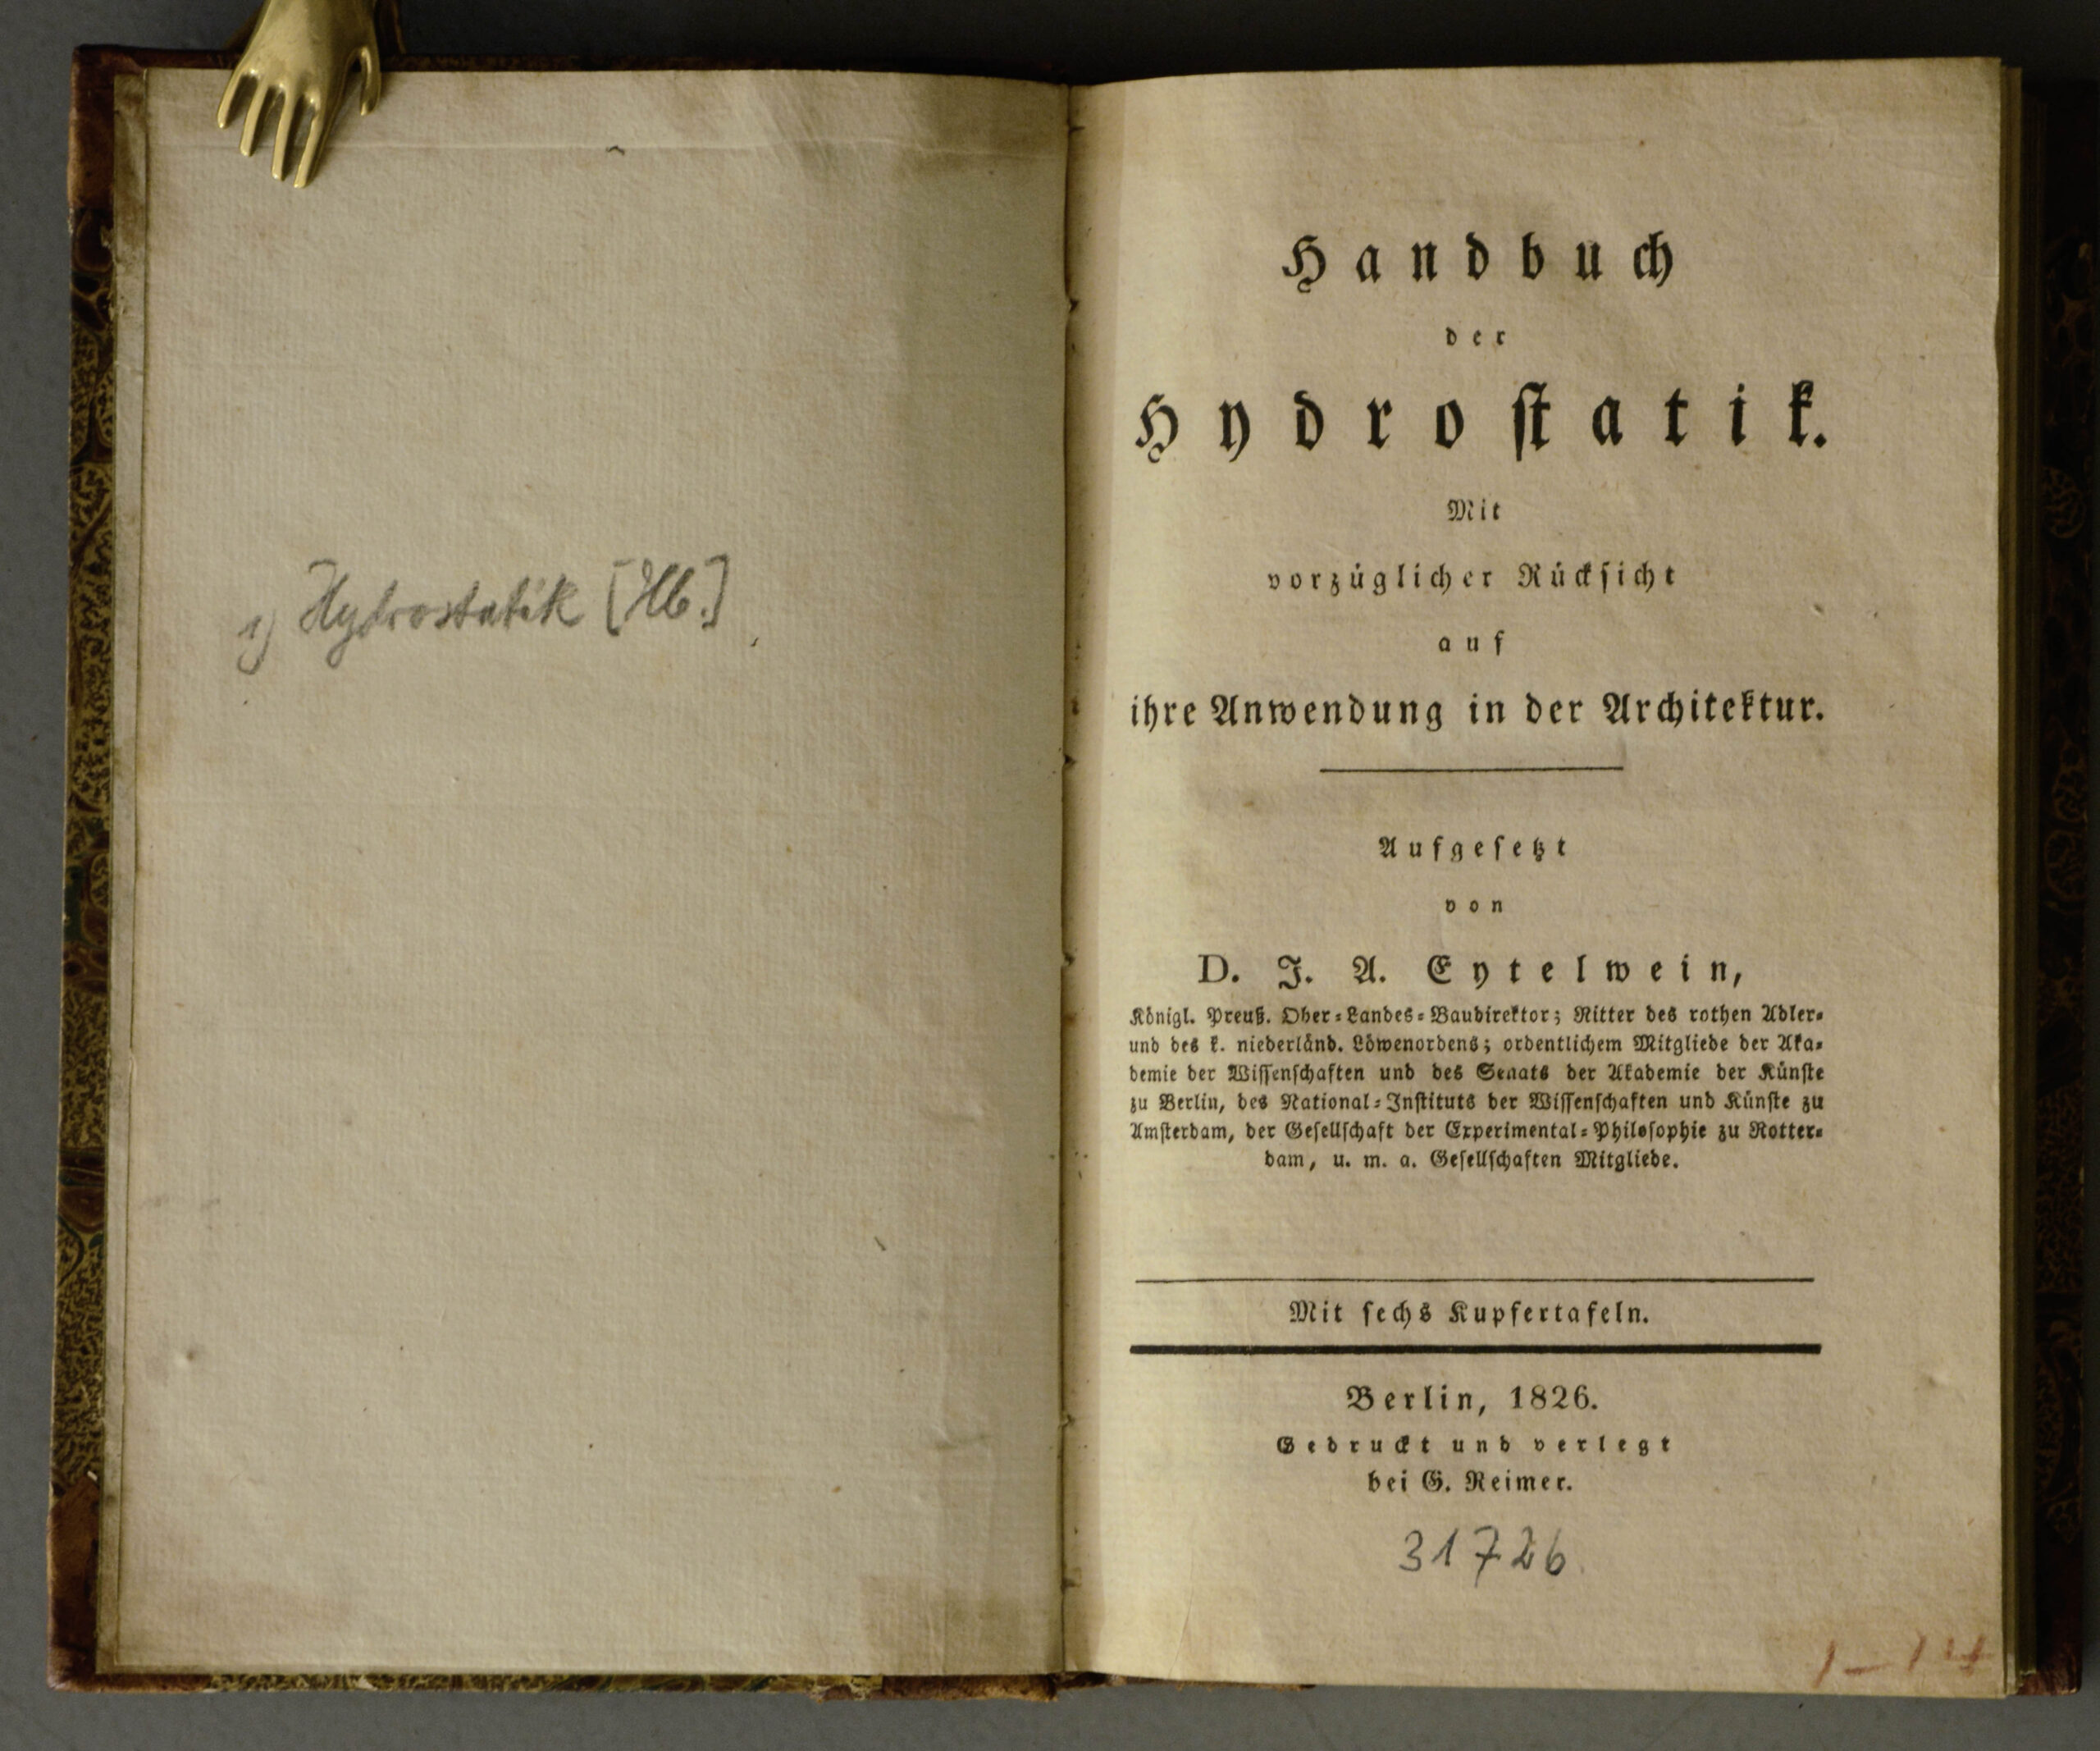 1) Hydrostatik [Hb.]
Handbuch
der
Hydrostatik.
Mit
vorzüglicher Rücksicht
auf
ihre Anwendung in der Architektur.
Aufgesetzt
von
D. J. A. Eytelwein,
Königl. Preuß. Ober-Landes-Baudirektor; Ritter des rothen Adler-
und des k. niederländ. Löwenordens; ordentlichem Mitgliede der Aka-
demie der Wissenschaften und des Senats der Akademie der Künste
zu Berlin, des National-Instituts der Wissenschaften und Künste zu
Amsterdam, der Gesellschaft der Experimental-Philosophie zu Rotter-
dam, u. m. a. Gesellschaften Mitgliede.
Mit sechs Kupfertafeln.
Berlin, 1826.
Gedruckt und verlegt
bei G. Reimer.
31726